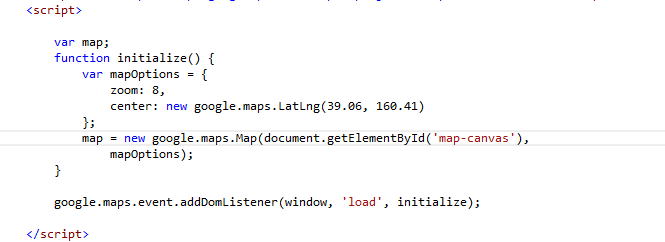 <script>
var map;
function initialize() {
var mapOptions = {
zoom: 8,
center: new google.maps.LatLng(39.06, 160.41)
};
map = new google.maps.Map(document.getElementById('map-canvas'),
mapOptions);
}
google.maps.event.addDomListener(window, 'load', initialize);
</script>